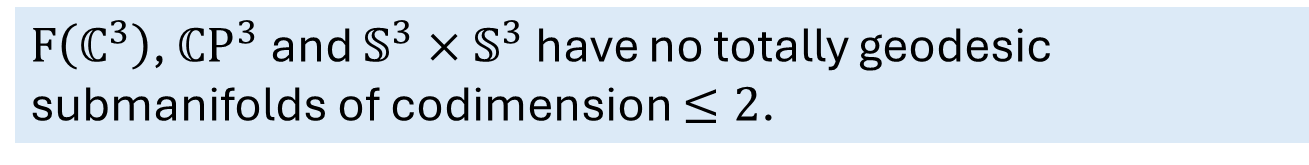 F(ℂ³), ℂP³ and 𝕊³ × 𝕊³ have no totally geodesic
submanifolds of codimension ≤ 2.